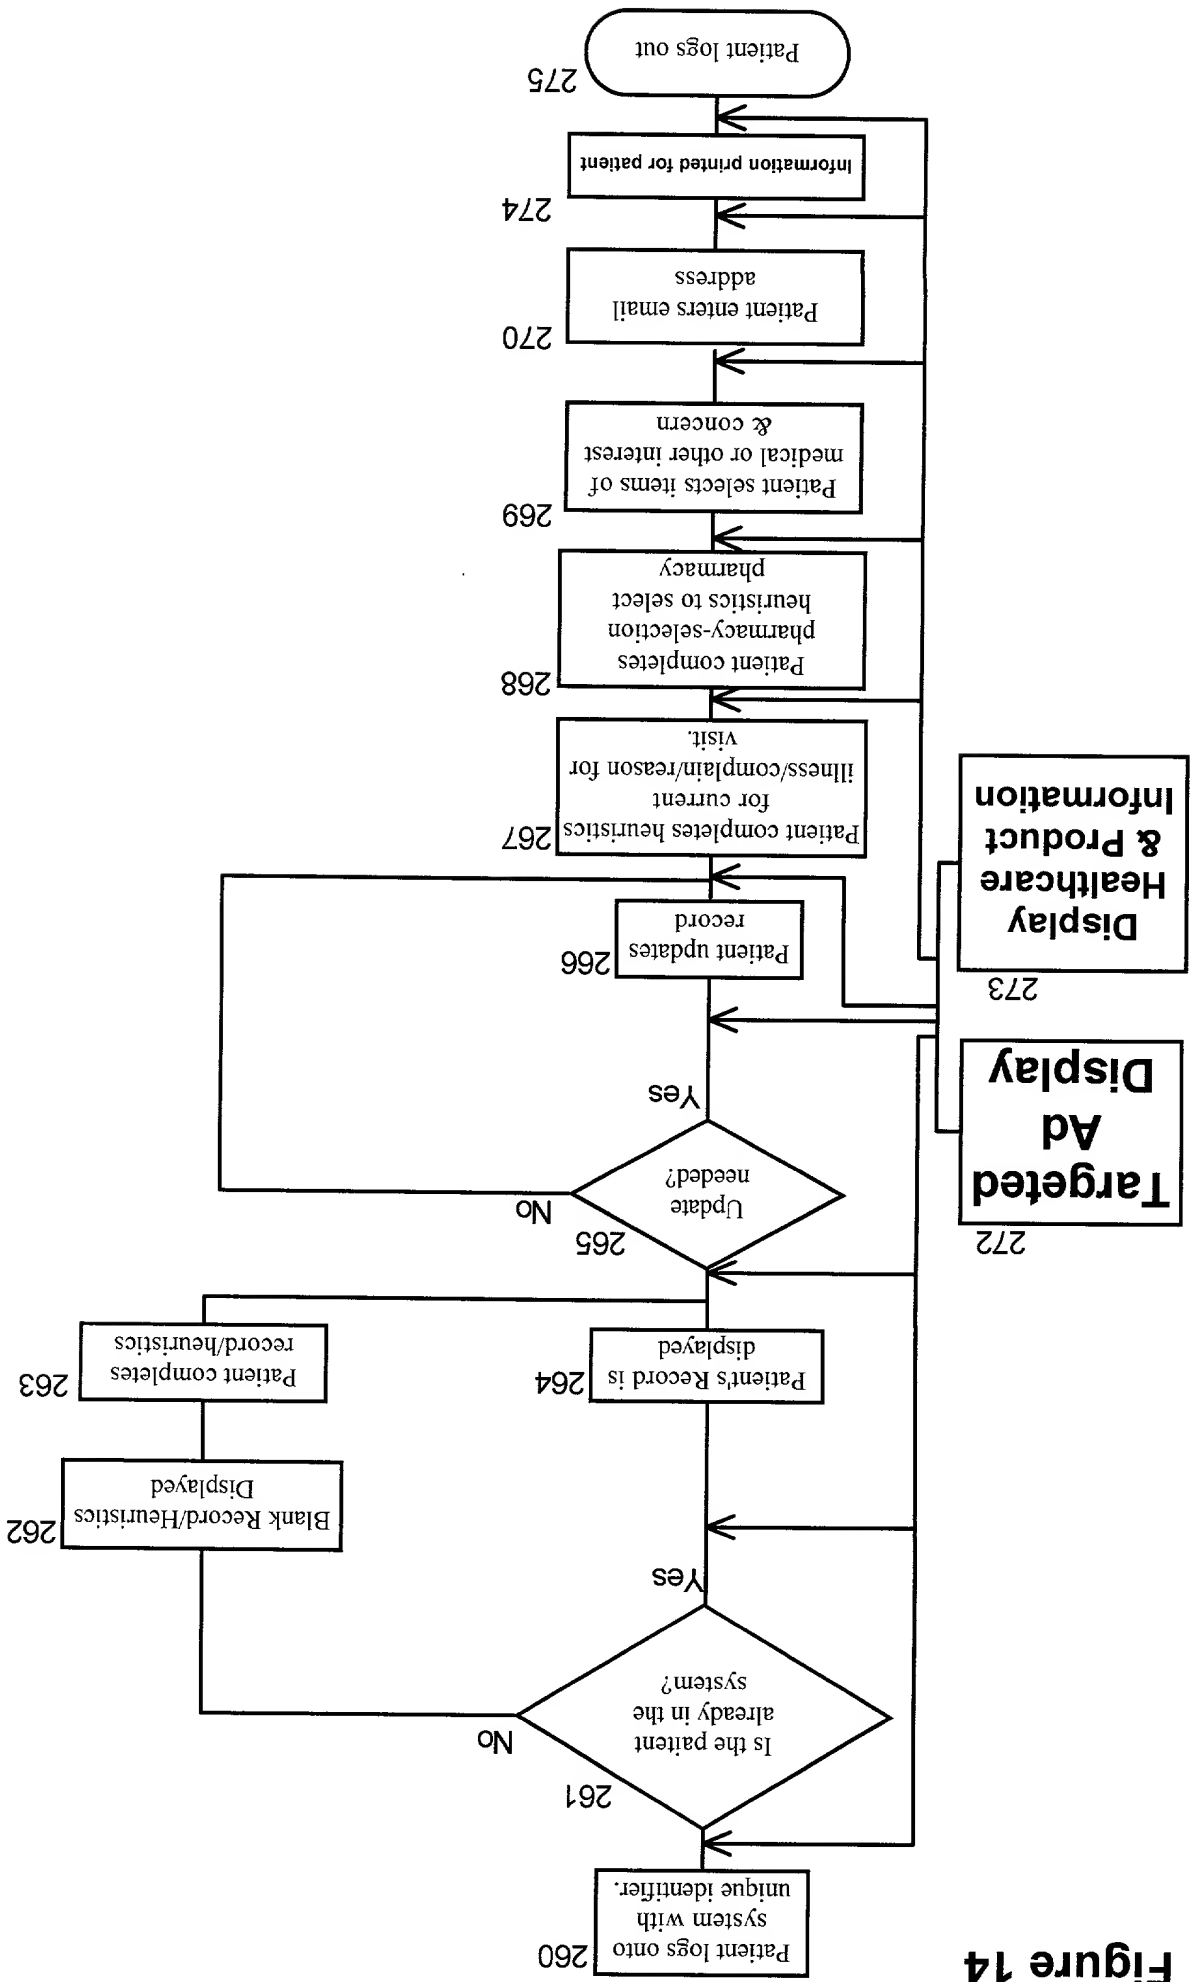 Figure 14
Patient logs onto
system with
unique identifier.
260
Is the paitent
already in the
system?
261
No
Yes
Blank Record/Heuristics
Displayed
262
Patient completes
record/heuristics
263
Patient's Record is
displayed
264
Update
needed?
265
No
Yes
272
Targeted
Ad
Display
273
Display
Healthcare
& Product
Information
Patient updates
record
266
Patient completes heuristics
for current
illness/complain/reason for
visit.
267
Patient completes
pharmacy-selection
heuristics to select
pharmacy
268
Patient selects items of
medical or other interest
& concern
269
Patient enters email
address
270
Information printed for patient
274
Patient logs out
275